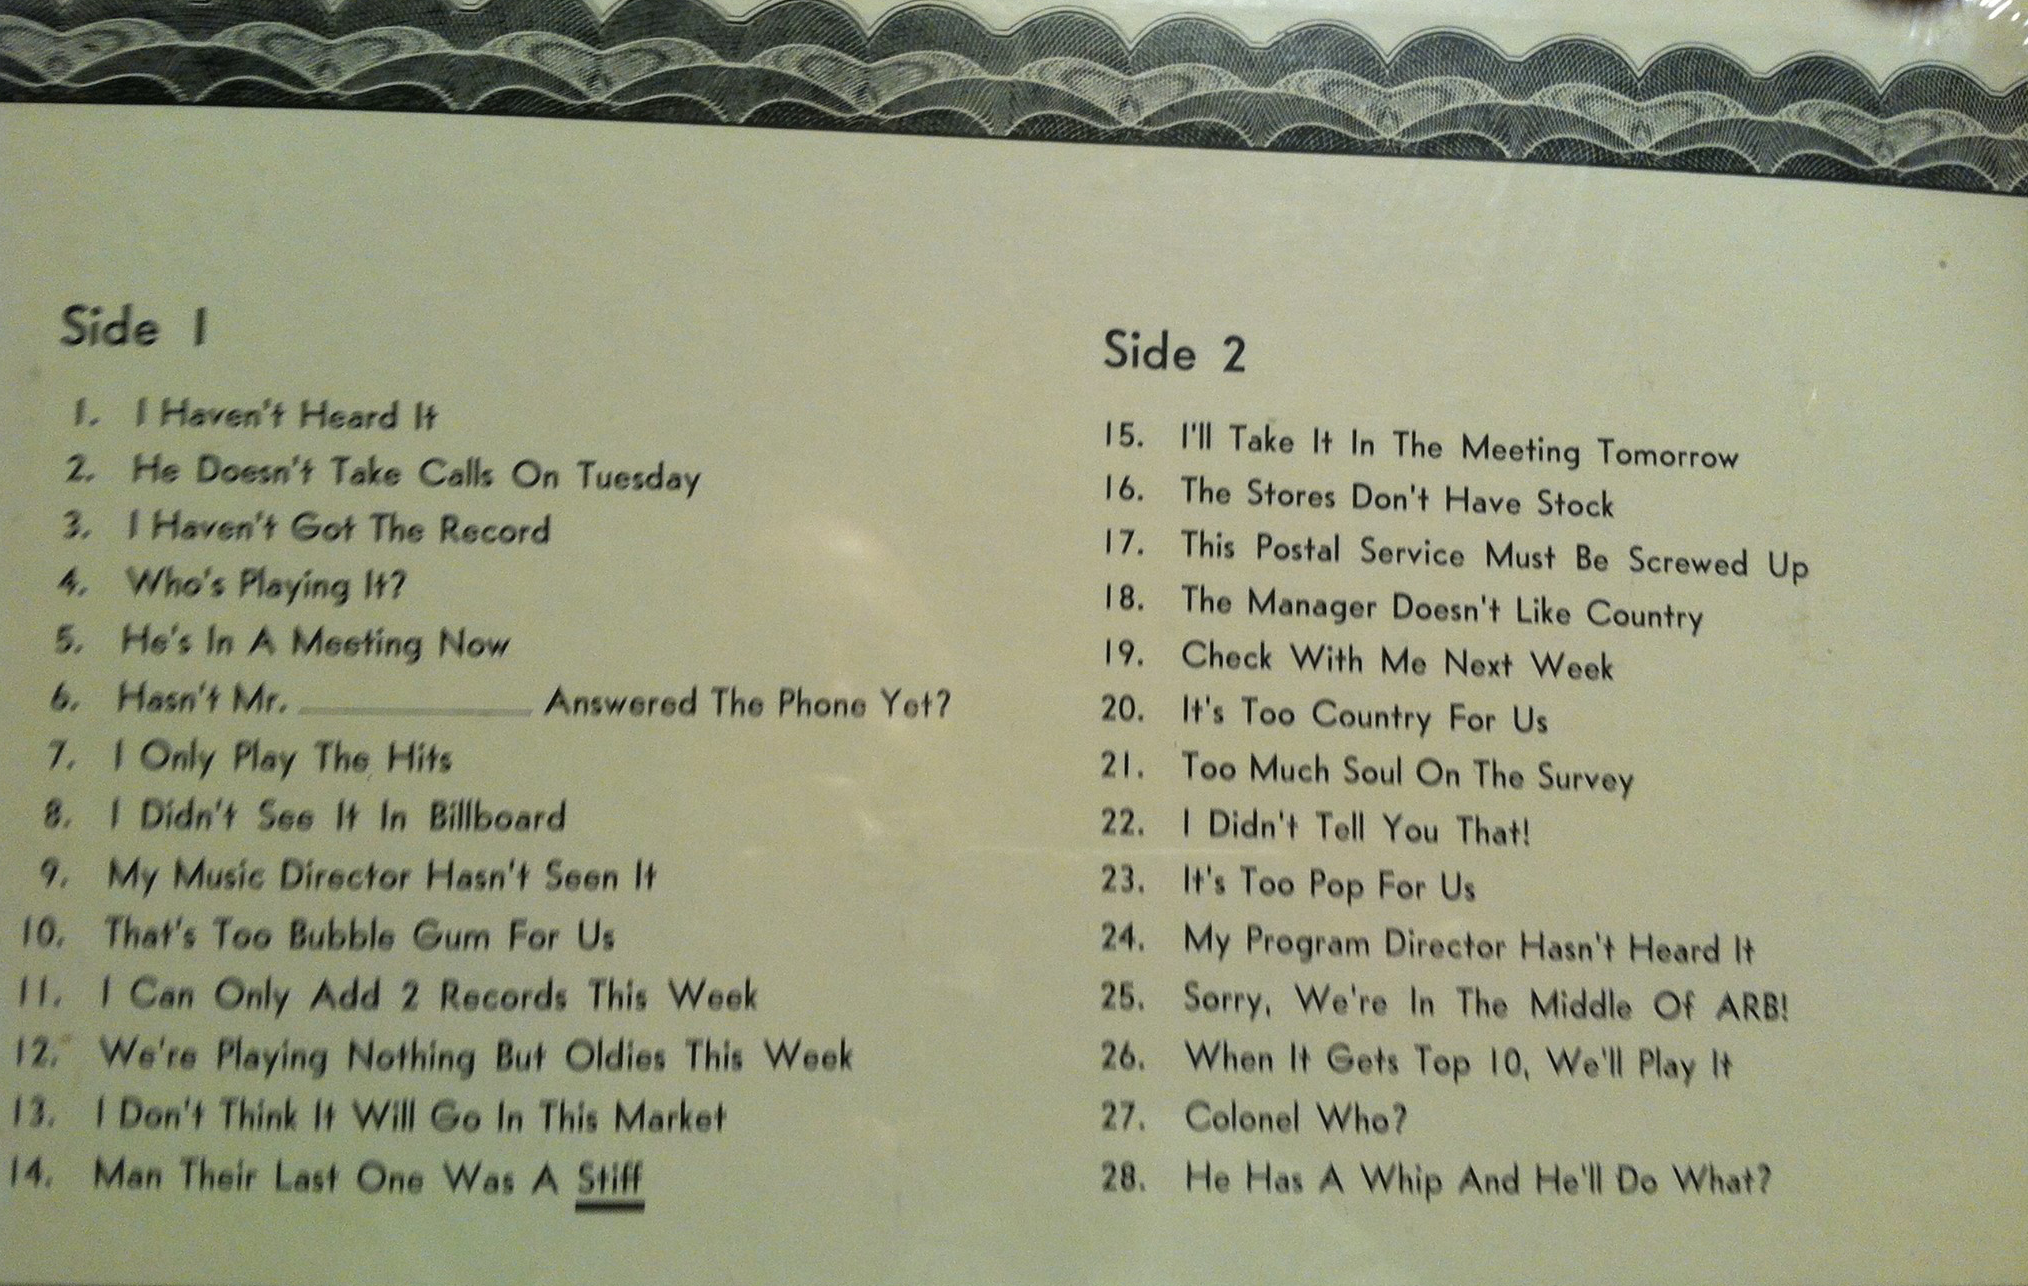 Side 1
1. I Haven't Heard It
2. He Doesn't Take Calls On Tuesday
3. I Haven't Got The Record
4. Who's Playing It?
5. He's In A Meeting Now
6. Hasn't Mr. ____________ Answered The Phone Yet?
7. I Only Play The Hits
8. I Didn't See It In Billboard
9. My Music Director Hasn't Seen It
10. That's Too Bubble Gum For Us
11. I Can Only Add 2 Records This Week
12. We're Playing Nothing But Oldies This Week
13. I Don't Think It Will Go In This Market
14. Man Their Last One Was A Stiff
Side 2
15. I'll Take It In The Meeting Tomorrow
16. The Stores Don't Have Stock
17. This Postal Service Must Be Screwed Up
18. The Manager Doesn't Like Country
19. Check With Me Next Week
20. It's Too Country For Us
21. Too Much Soul On The Survey
22. I Didn't Tell You That!
23. It's Too Pop For Us
24. My Program Director Hasn't Heard It
25. Sorry, We're In The Middle Of ARB!
26. When It Gets Top 10, We'll Play It
27. Colonel Who?
28. He Has A Whip And He'll Do What?